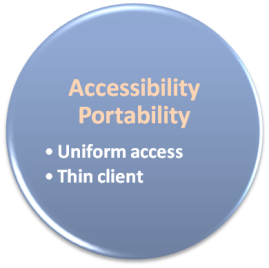 Accessibility
Portability
• Uniform access
• Thin client